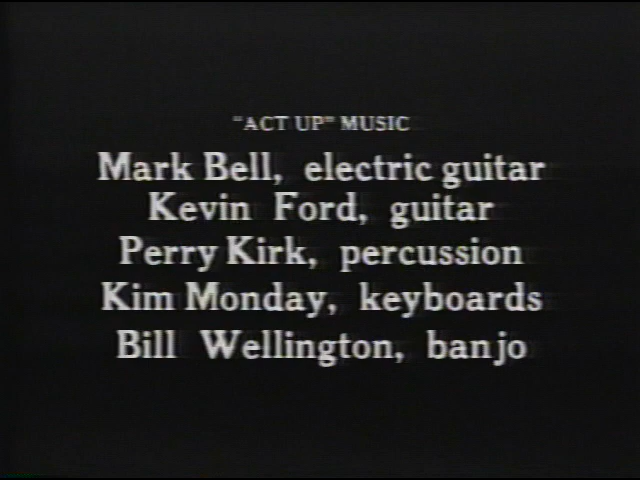 "ACT UP" MUSIC
Mark Bell, electric guitar
Kevin Ford, guitar
Perry Kirk, percussion
Kim Monday, keyboards
Bill Wellington, banjo